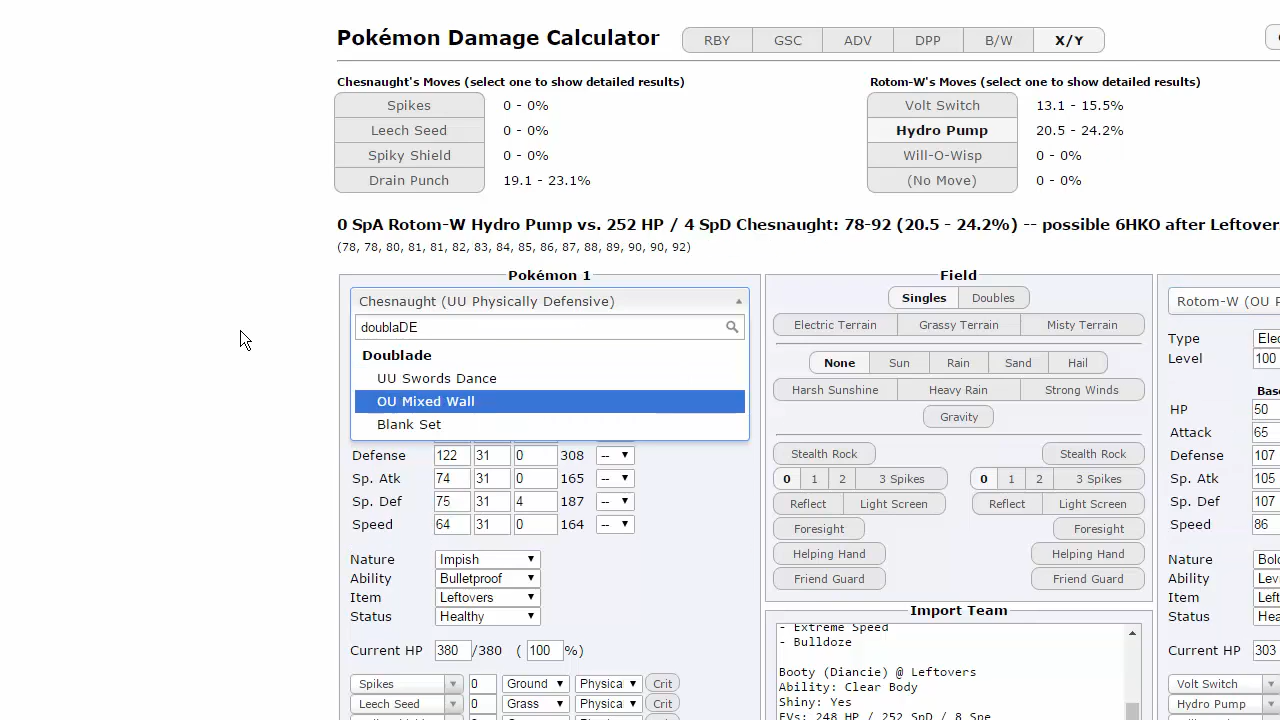 Pokémon Damage Calculator RBY GSC ADV DPP B/W X/Y
Chesnaught's Moves (select one to show detailed results) Rotom-W's Moves (select one to show detailed results)
Spikes 0 - 0% Volt Switch 13.1 - 15.5%
Leech Seed 0 - 0% Hydro Pump 20.5 - 24.2%
Spiky Shield 0 - 0% Will-O-Wisp 0 - 0%
Drain Punch 19.1 - 23.1% (No Move) 0 - 0%
0 SpA Rotom-W Hydro Pump vs. 252 HP / 4 SpD Chesnaught: 78-92 (20.5 - 24.2%) -- possible 6HKO after Leftover
(78, 78, 80, 81, 81, 82, 83, 84, 85, 86, 87, 88, 89, 90, 90, 92)
Pokémon 1 Field
Chesnaught (UU Physically Defensive) Singles Doubles Rotom-W (OU
doublaDE Electric Terrain Grassy Terrain Misty Terrain
Type
Doublade None Sun Rain Sand Hail Level 100
UU Swords Dance Harsh Sunshine Heavy Rain Strong Winds
OU Mixed Wall Gravity HP 50
Blank Set Attack 65
Defense 122 31 0 308 -- Stealth Rock Stealth Rock Defense 107
Sp. Atk 74 31 0 165 -- 0 1 2 3 Spikes 0 1 2 3 Spikes Sp. Atk 105
Sp. Def 75 31 4 187 -- Reflect Light Screen Reflect Light Screen Sp. Def 107
Speed 64 31 0 164 -- Foresight Foresight Speed 86
Nature Impish Helping Hand Helping Hand Nature
Ability Bulletproof Friend Guard Friend Guard Ability
Item Leftovers Item
Status Healthy Import Team Status
- Extreme Speed
- Bulldoze
Current HP 380 /380 ( 100 %) Current HP 303
Booty (Diancie) @ Leftovers
Spikes 0 Ground Physica Crit Ability: Clear Body Volt Switch
Leech Seed 0 Grass Physica Crit Shiny: Yes Hydro Pump
EVs: 248 HP / 252 SpD / 8 Spe